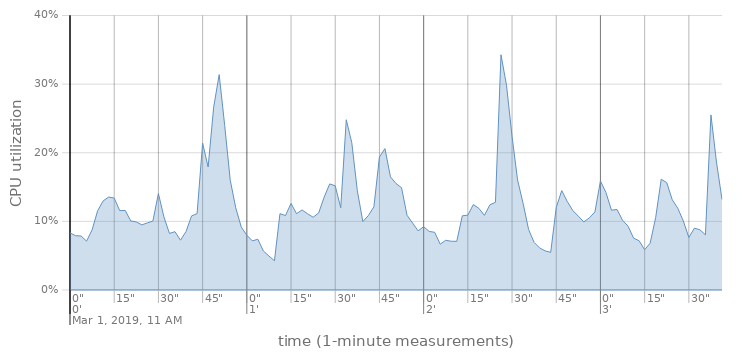 40%
30%
CPU utilization
20%
10%
0%
0" 15" 30" 45" 0" 15" 30" 45" 0" 15" 30" 45" 0" 15" 30"
0' 1' 2' 3'
Mar 1, 2019, 11 AM
time (1-minute measurements)